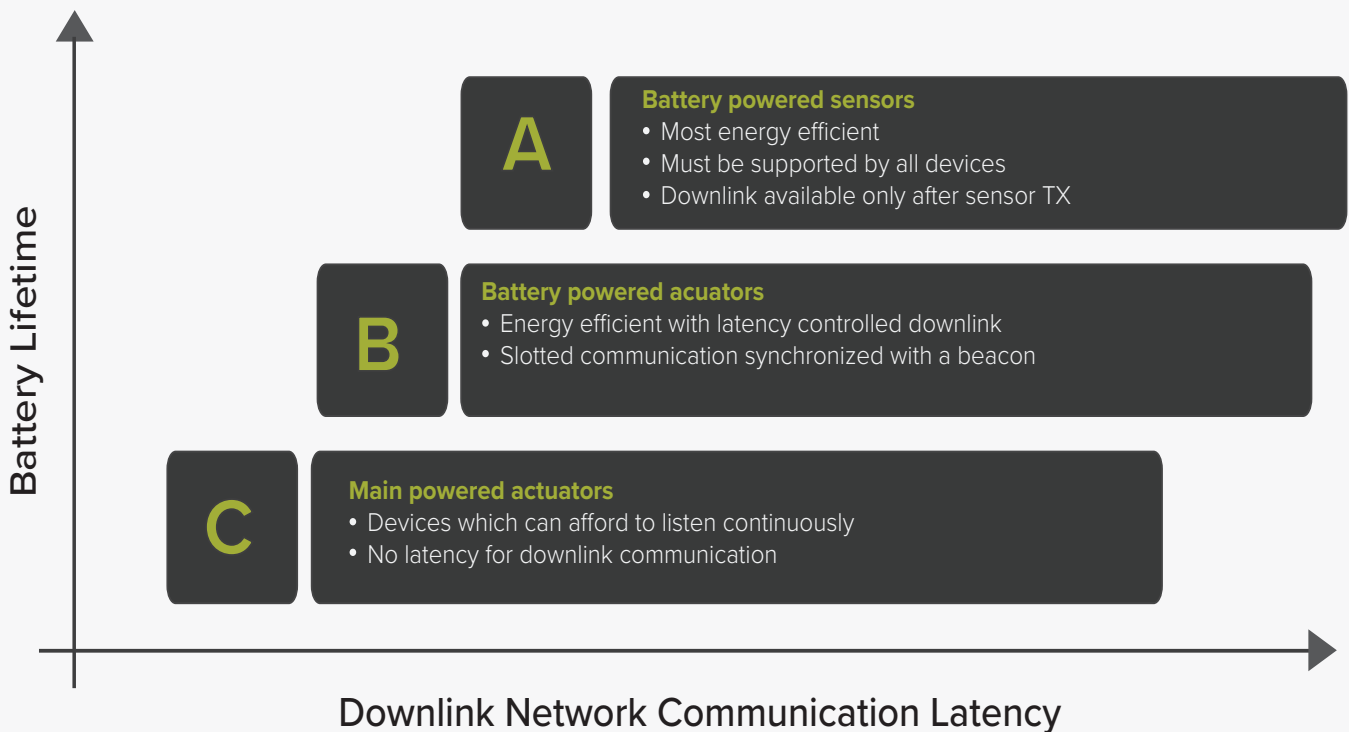 Battery Lifetime
A
Battery powered sensors
• Most energy efficient
• Must be supported by all devices
• Downlink available only after sensor TX
B
Battery powered acuators
• Energy efficient with latency controlled downlink
• Slotted communication synchronized with a beacon
C
Main powered actuators
• Devices which can afford to listen continuously
• No latency for downlink communication
Downlink Network Communication Latency